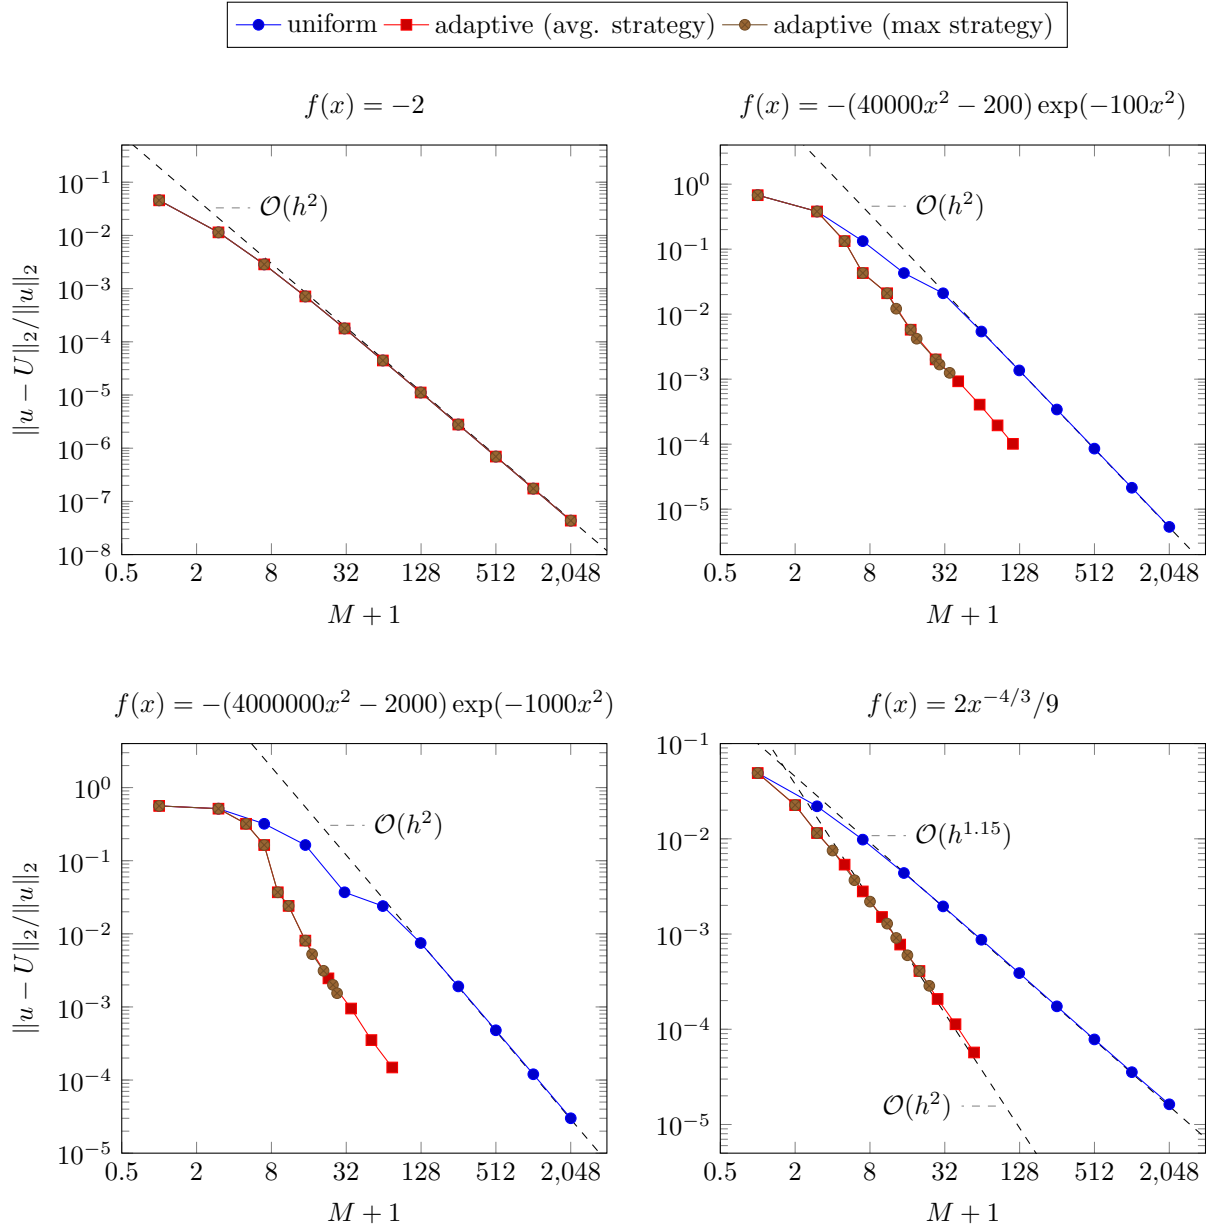 uniform adaptive (avg. strategy) adaptive (max strategy)
f(x) = −2
10⁻¹
10⁻²
10⁻³
10⁻⁴
10⁻⁵
10⁻⁶
10⁻⁷
10⁻⁸
‖u − U‖₂/‖u‖₂
𝒪(h²)
0.5 2 8 32 128 512 2,048
M + 1
f(x) = −(40000x² − 200) exp(−100x²)
10⁰
10⁻¹
10⁻²
10⁻³
10⁻⁴
10⁻⁵
𝒪(h²)
0.5 2 8 32 128 512 2,048
M + 1
f(x) = −(4000000x² − 2000) exp(−1000x²)
10⁰
10⁻¹
10⁻²
10⁻³
10⁻⁴
10⁻⁵
‖u − U‖₂/‖u‖₂
𝒪(h²)
0.5 2 8 32 128 512 2,048
M + 1
f(x) = 2x⁻⁴ᐟ³/9
10⁻¹
10⁻²
10⁻³
10⁻⁴
10⁻⁵
𝒪(h¹·¹⁵)
𝒪(h²)
0.5 2 8 32 128 512 2,048
M + 1